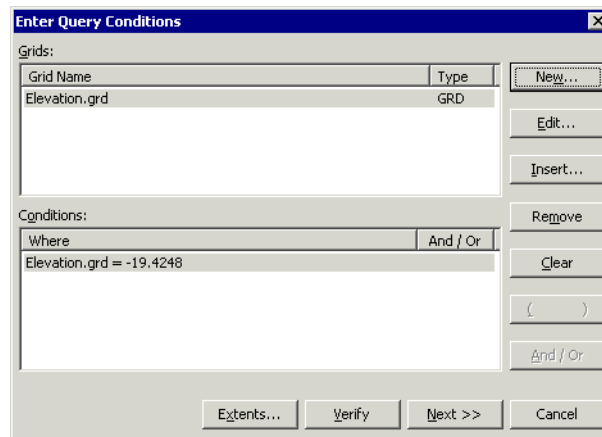 Enter Query Conditions
Grids:
Grid Name Type
Elevation.grd GRD
New...
Edit...
Insert...
Conditions:
Where And / Or
Elevation.grd = -19.4248
Remove
Clear
( )
And / Or
Extents... Verify Next >> Cancel